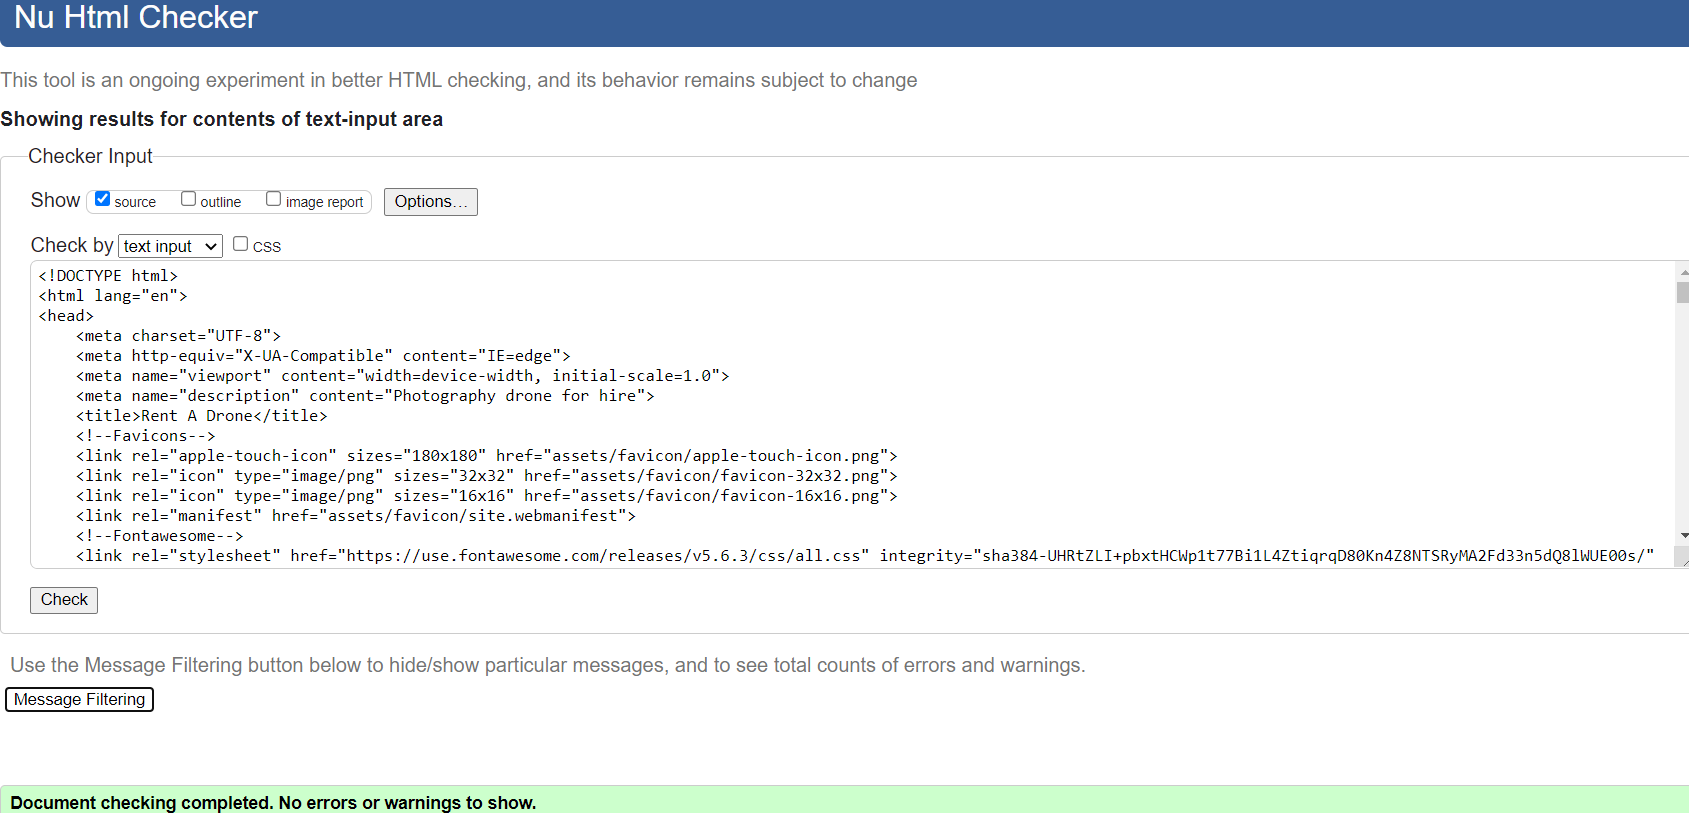 Nu Html Checker
This tool is an ongoing experiment in better HTML checking, and its behavior remains subject to change
Showing results for contents of text-input area
Checker Input
Show source outline image report Options...
Check by text input CSS
<!DOCTYPE html>
<html lang="en">
<head>
    <meta charset="UTF-8">
    <meta http-equiv="X-UA-Compatible" content="IE=edge">
    <meta name="viewport" content="width=device-width, initial-scale=1.0">
    <meta name="description" content="Photography drone for hire">
    <title>Rent A Drone</title>
    <!--Favicons-->
    <link rel="apple-touch-icon" sizes="180x180" href="assets/favicon/apple-touch-icon.png">
    <link rel="icon" type="image/png" sizes="32x32" href="assets/favicon/favicon-32x32.png">
    <link rel="icon" type="image/png" sizes="16x16" href="assets/favicon/favicon-16x16.png">
    <link rel="manifest" href="assets/favicon/site.webmanifest">
    <!--Fontawesome-->
    <link rel="stylesheet" href="https://use.fontawesome.com/releases/v5.6.3/css/all.css" integrity="sha384-UHRtZLI+pbxtHCWp1t77Bi1L4ZtiqrqD80Kn4Z8NTSRyMA2Fd33n5dQ8lWUE00s/"
Check
Use the Message Filtering button below to hide/show particular messages, and to see total counts of errors and warnings.
Message Filtering
Document checking completed. No errors or warnings to show.